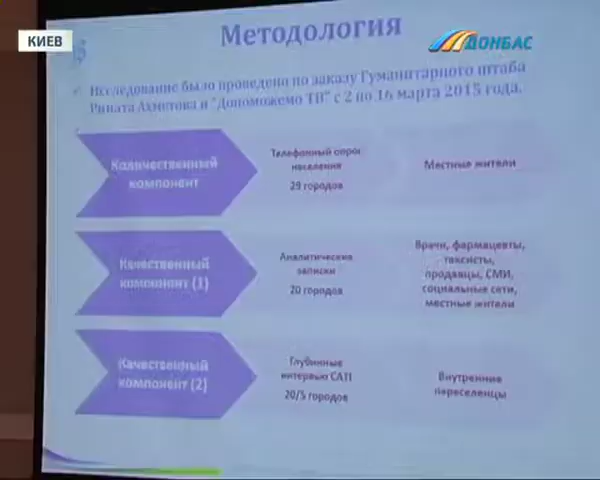 КИЕВ
Методология
ДОНБАС
✓ Исследование было проведено по заказу Гуманитарного штаба
Рината Ахметова и "Допоможемо ТВ" с 2 по 16 марта 2015 года.
Количественный
компонент
Телефонный опрос
населения
29 городов
Местные жители
Качественный
компонент (1)
Аналитические
записки
20 городов
Врачи, фармацевты,
таксисты,
продавцы, СМИ,
социальные сети,
местные жители
Качественный
компонент (2)
Глубинные
интервью CATI
20/5 городов
Внутренние
переселенцы